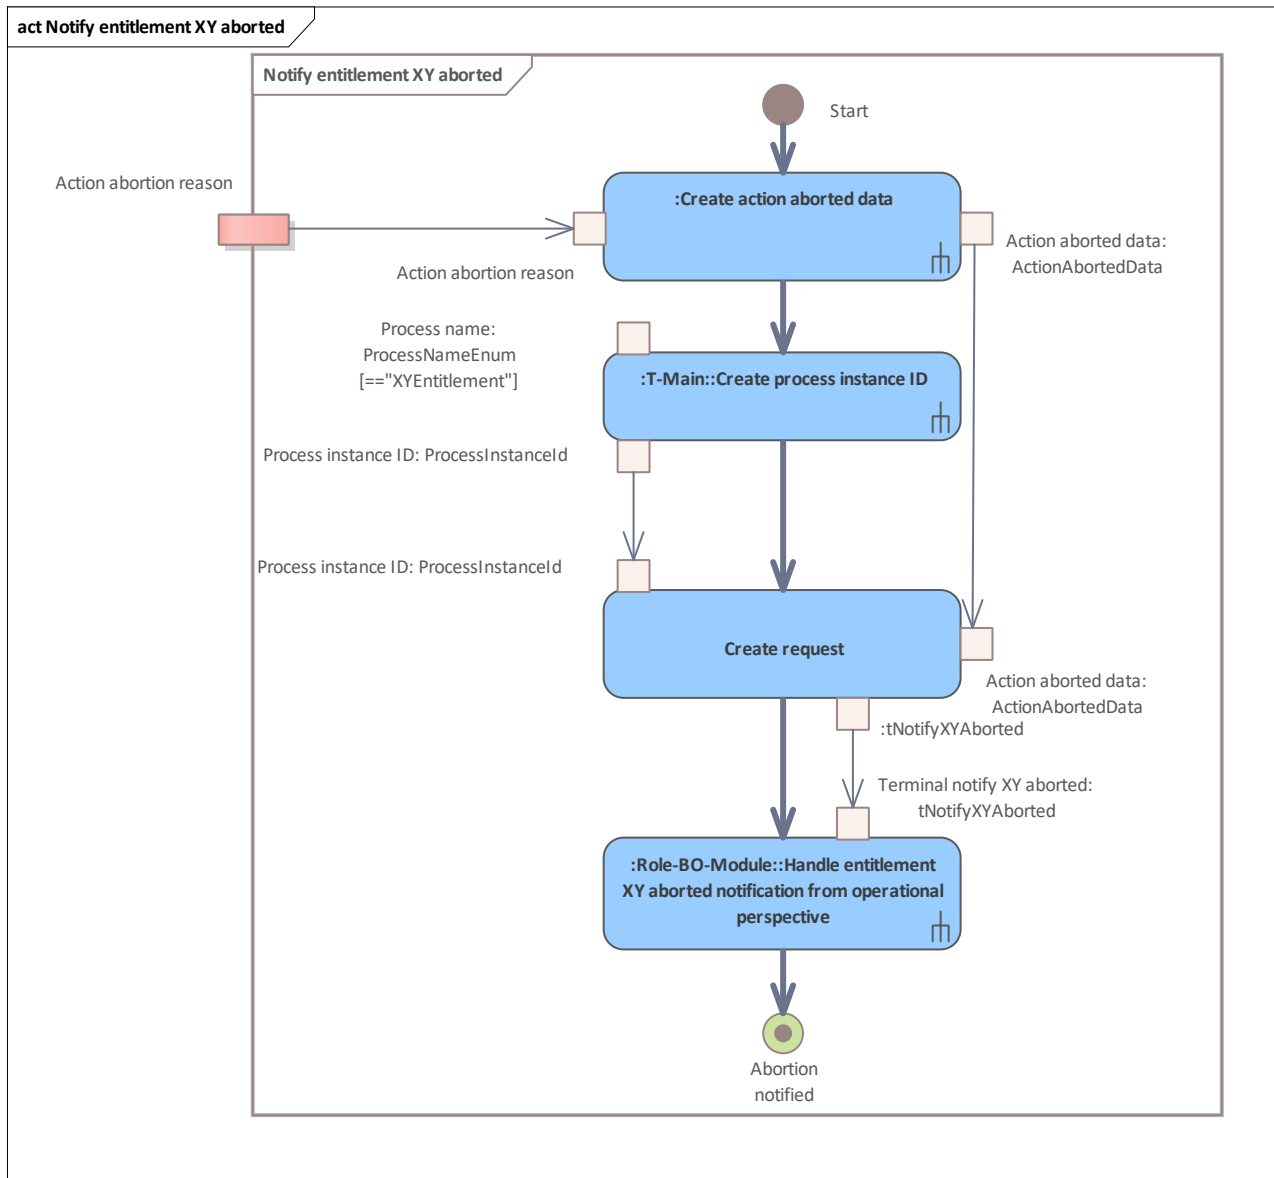 act Notify entitlement XY aborted
Notify entitlement XY aborted
Start
Action abortion reason
:Create action aborted data
Action abortion reason
Action aborted data:
ActionAbortedData
Process name:
ProcessNameEnum
[=="XYEntitlement"]
:T-Main::Create process instance ID
Process instance ID: ProcessInstanceId
Process instance ID: ProcessInstanceId
Create request
Action aborted data:
ActionAbortedData
:tNotifyXYAborted
Terminal notify XY aborted:
tNotifyXYAborted
:Role-BO-Module::Handle entitlement
XY aborted notification from operational
perspective
Abortion
notified